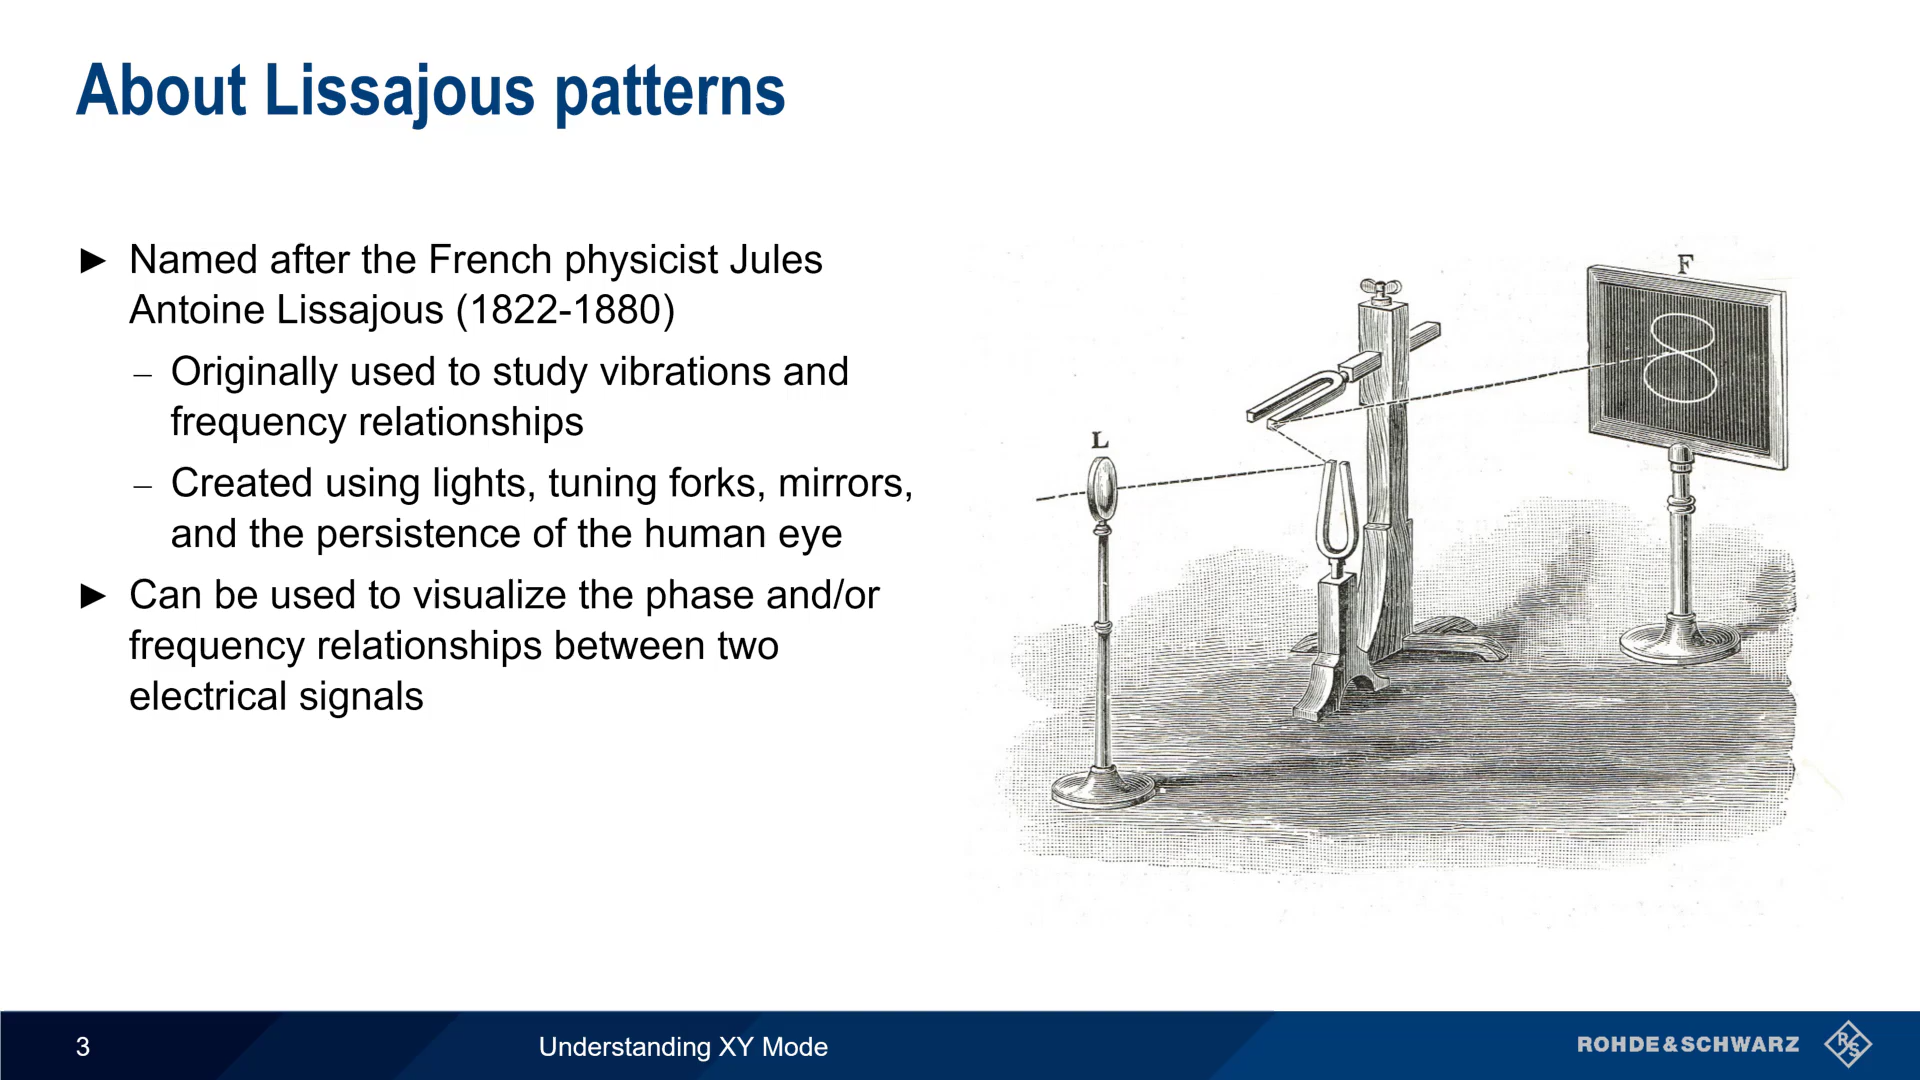 About Lissajous patterns
► Named after the French physicist Jules
Antoine Lissajous (1822-1880)
– Originally used to study vibrations and
frequency relationships
– Created using lights, tuning forks, mirrors,
and the persistence of the human eye
► Can be used to visualize the phase and/or
frequency relationships between two
electrical signals
L
F
3
Understanding XY Mode
ROHDE&SCHWARZ
R S